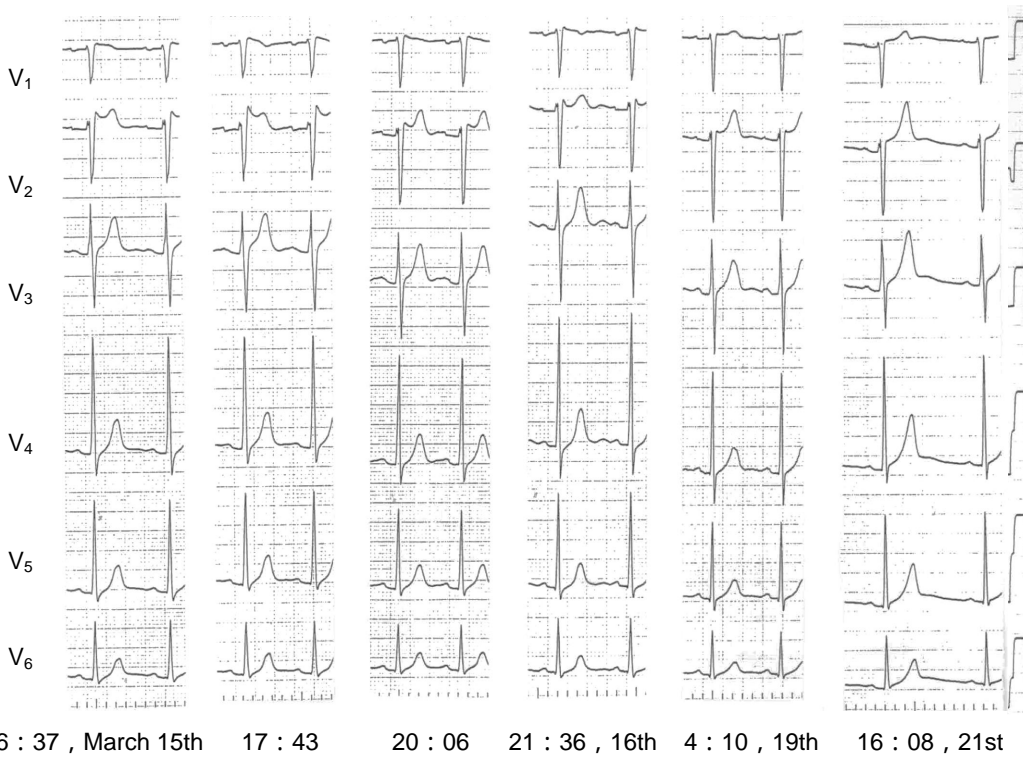 V1
V2
V3
V4
V5
V6
6：37，March 15th 17：43 20：06 21：36，16th 4：10，19th 16：08，21st